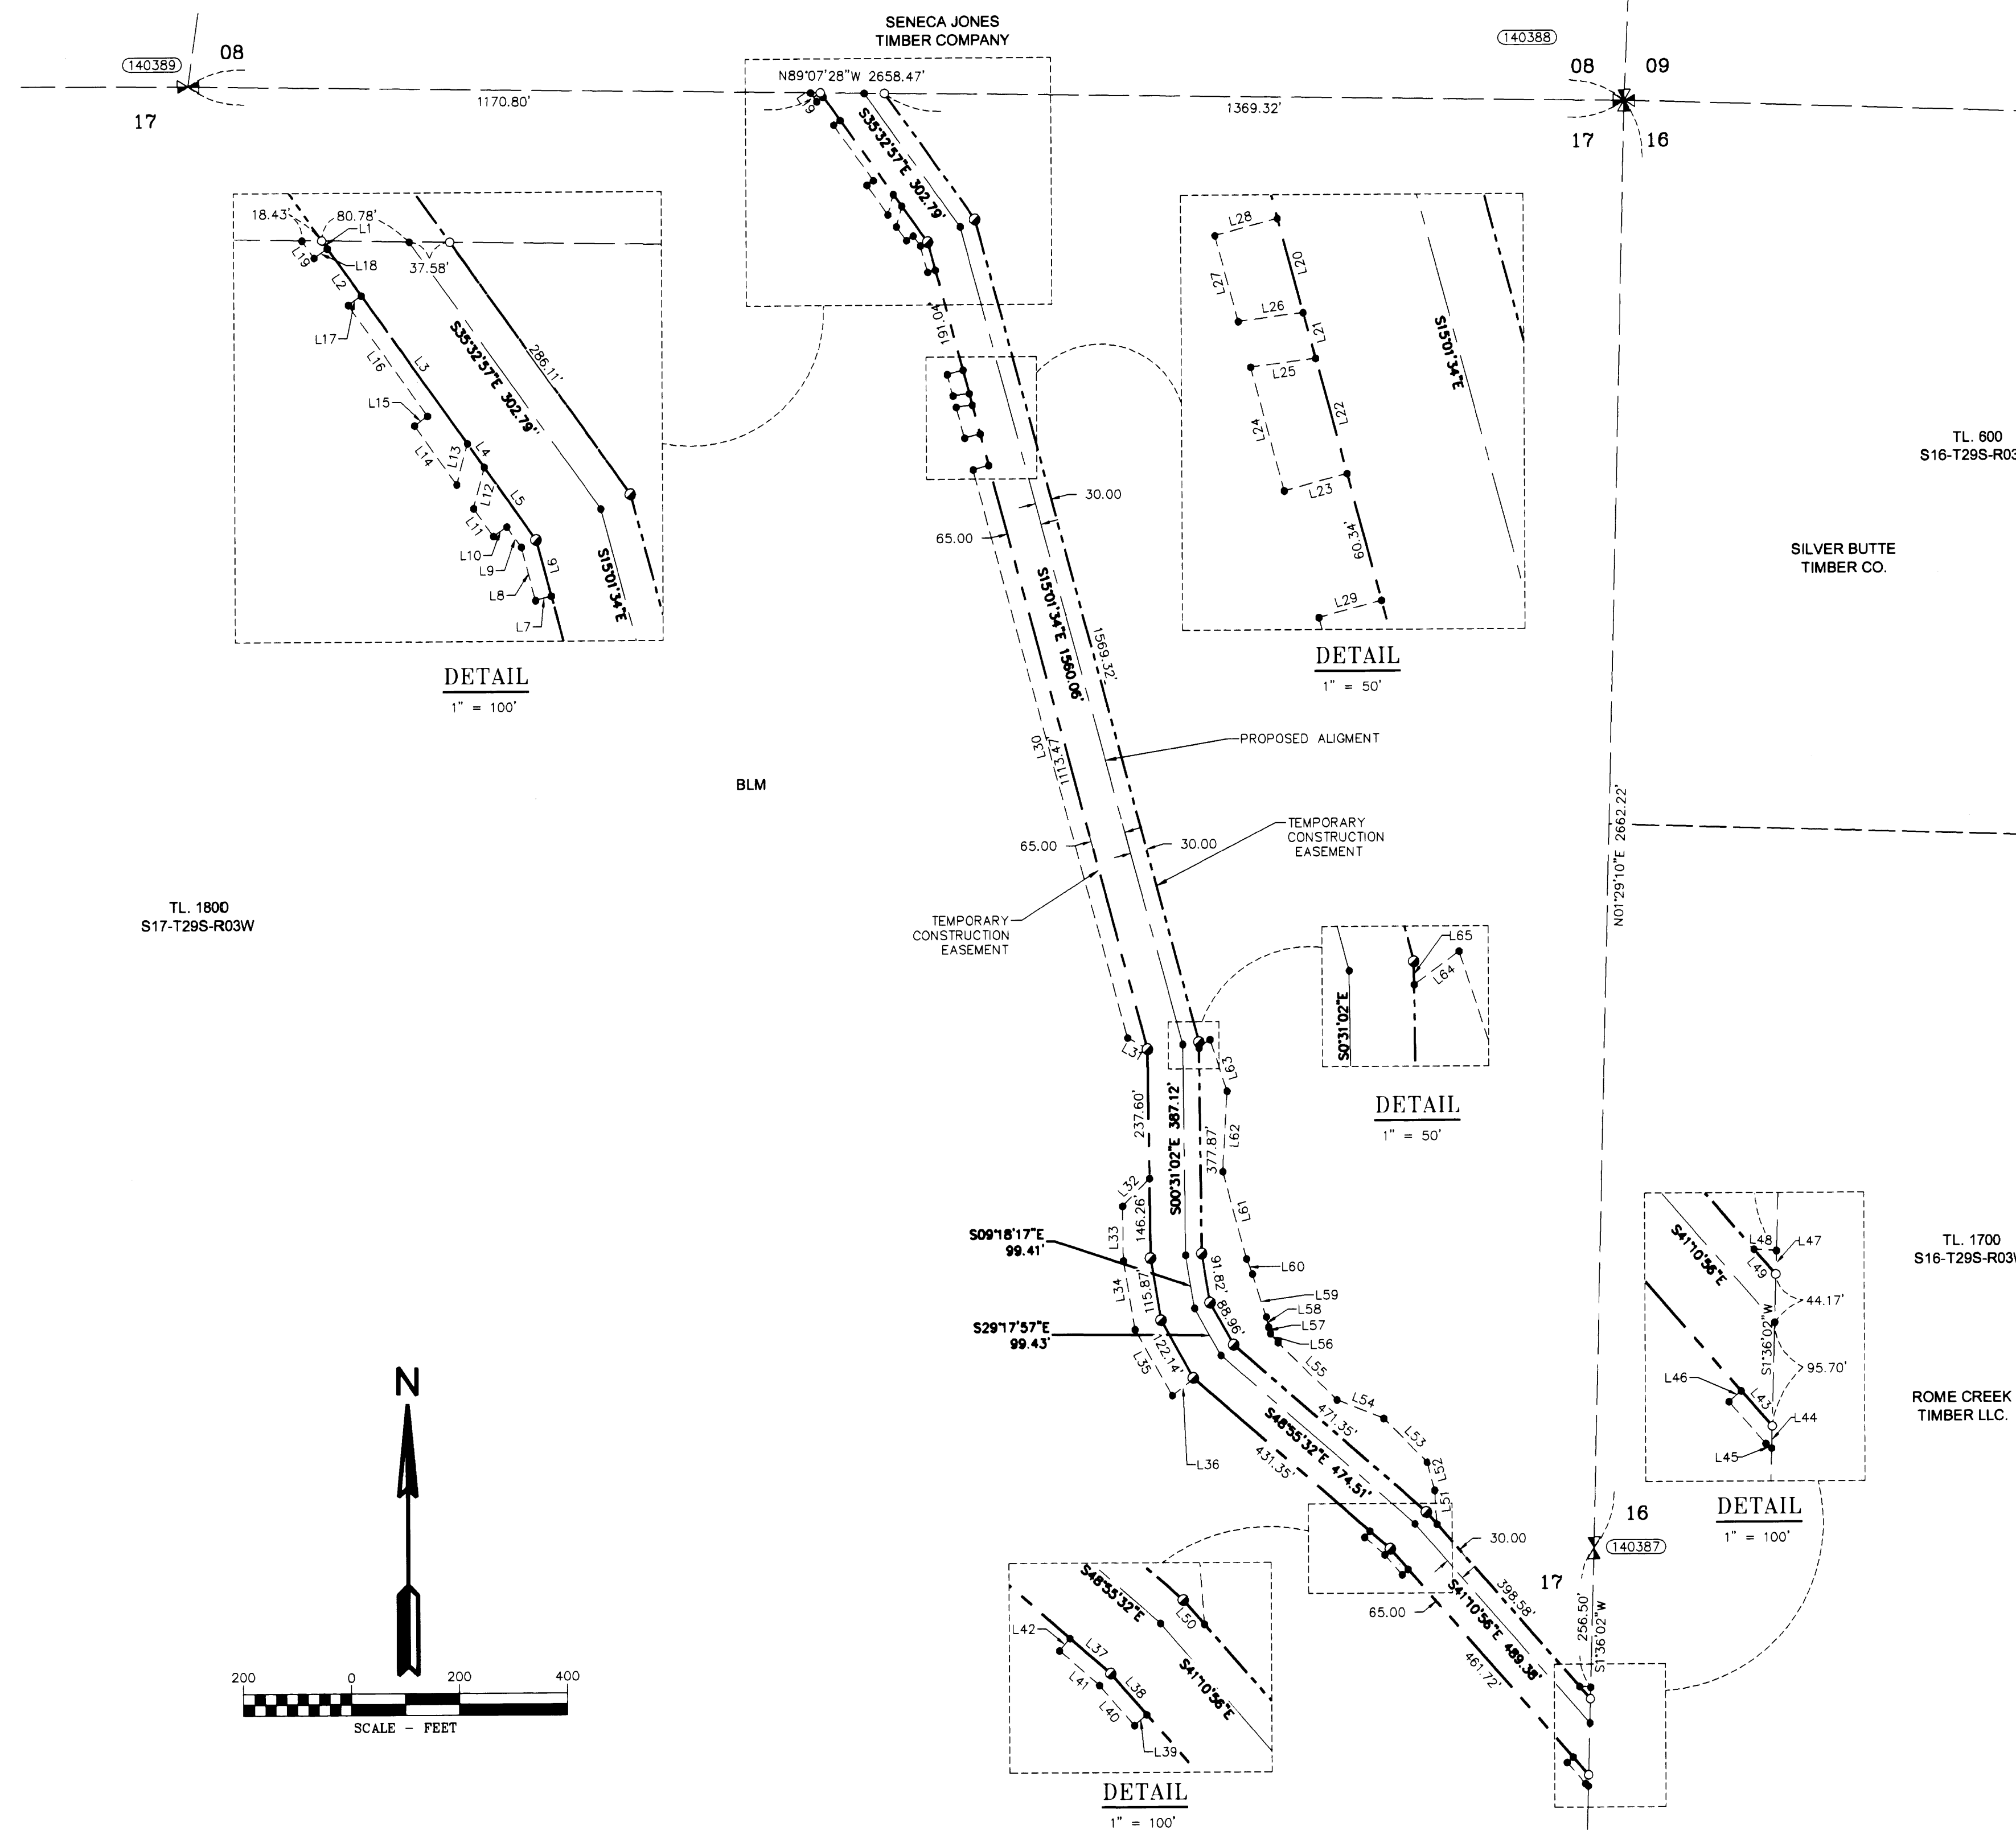 SENECA JONES
TIMBER COMPANY
140389
08
17
1170.80'
N89°07'28"W 2658.47'
1369.32'
140388
08 09
17 16
L19
S35°32'57"E 302.79'
191.04'
18.43'
80.78'
L1
L19
L18
37.58'
L2
L17
L16
L3
S35°32'57"E 302.79'
286.11'
L15
L14
L13
L4
L12
L5
L11
L10
L9
L8
L6
L7
S15°01'34"E
DETAIL
1" = 100'
L28
L20
L27
L26
L21
L25
L22
L24
L23
S15°01'34"E
60.34'
L29
DETAIL
1" = 50'
TL. 600
S16-T29S-R03
SILVER BUTTE
TIMBER CO.
30.00
65.00
S15°01'34"E 1560.06'
1569.32'
L30
1113.47'
PROPOSED ALIGMENT
BLM
TEMPORARY
CONSTRUCTION
EASEMENT
65.00
30.00
TEMPORARY
CONSTRUCTION
EASEMENT
N01°29'10"E 2662.22'
TL. 1800
S17-T29S-R03W
L65
L64
S0°31'02"E
DETAIL
1" = 50'
L31
L63
237.60'
S00°31'02"E 387.12'
377.87'
L62
L32
146.26'
L33
L61
S09°18'17"E
99.41'
L60
L34
115.87'
91.82'
L59
L58
L57
L56
S29°17'57"E
99.43'
88.96'
122.14'
L35
L55
L54
L36
471.35'
S48°55'32"E 474.51'
431.35'
L53
L52
L51
TL. 1700
S16-T29S-R03W
ROME CREEK
TIMBER LLC.
S41°10'56"E
L48
L47
L49
44.17'
S1°36'02"W
95.70'
L46
L43
L44
L45
DETAIL
1" = 100'
16
140387
17
30.00
398.58'
S41°10'56"E 489.38'
65.00
461.72'
256.50'
S1°36'02"W
S48°55'32"E
L50
L42
L37
L41
L38
L40
L39
S41°10'56"E
DETAIL
1" = 100'
N
200 0 200 400
SCALE - FEET